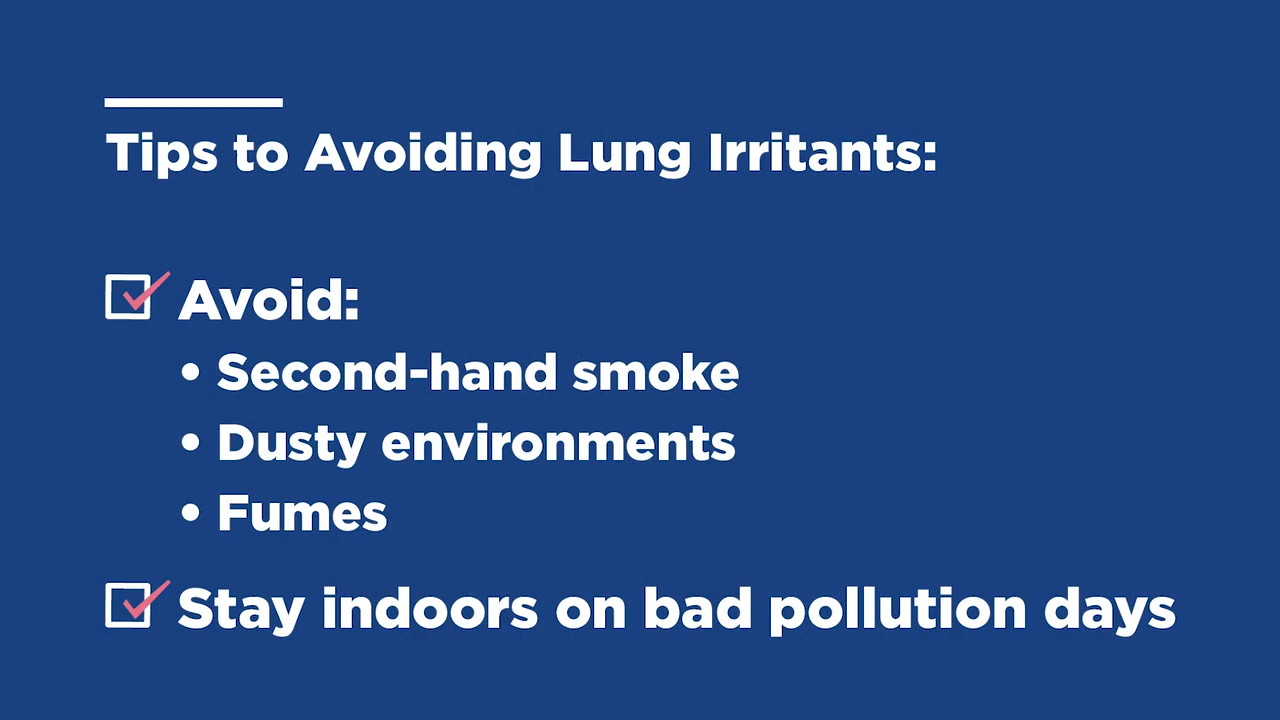 Tips to Avoiding Lung Irritants:
Avoid:
• Second-hand smoke
• Dusty environments
• Fumes
Stay indoors on bad pollution days